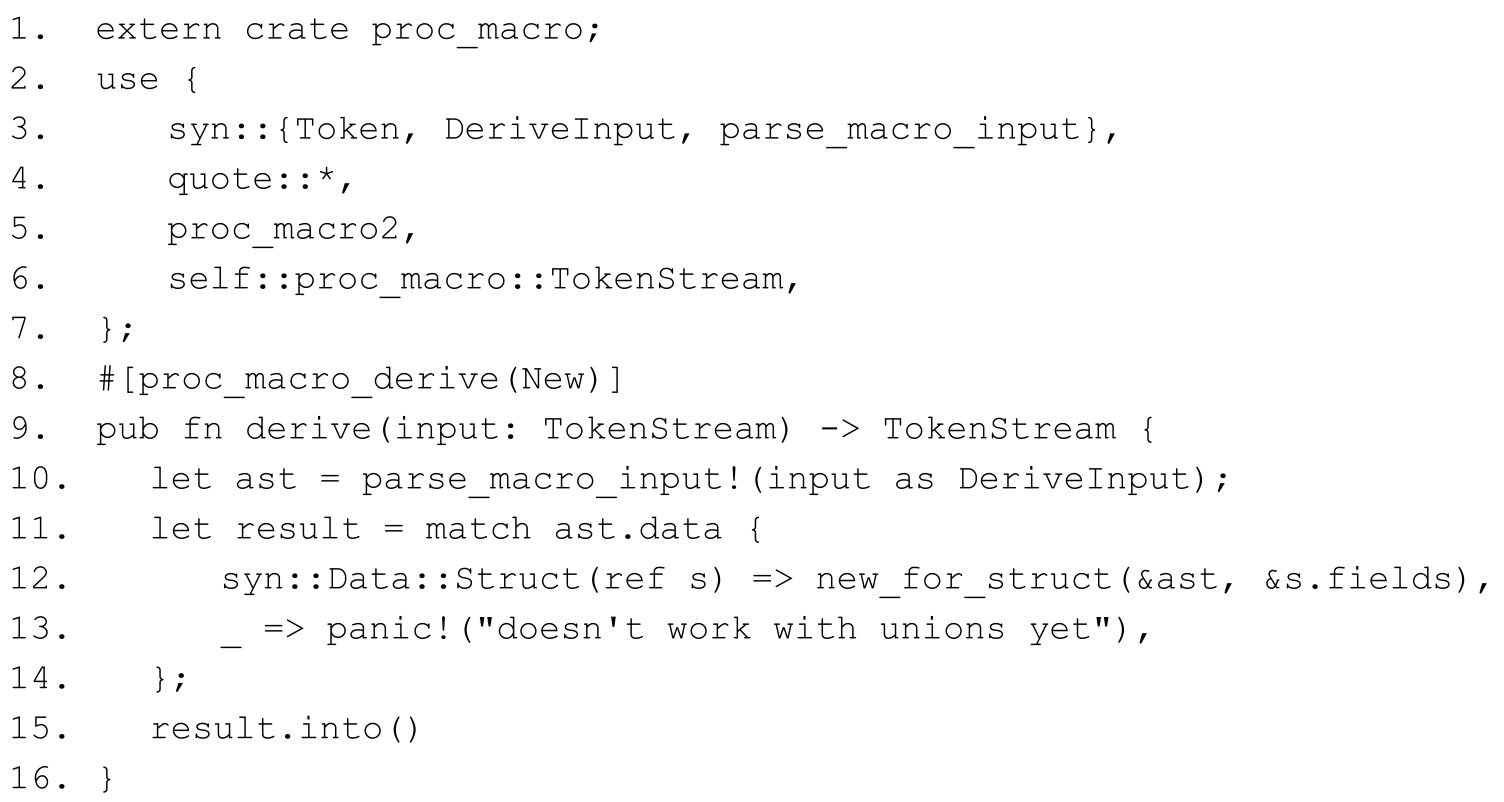 1. extern crate proc_macro;
2. use {
3. syn::{Token, DeriveInput, parse_macro_input},
4. quote::*,
5. proc_macro2,
6. self::proc_macro::TokenStream,
7. };
8. #[proc_macro_derive(New)]
9. pub fn derive(input: TokenStream) -> TokenStream {
10. let ast = parse_macro_input!(input as DeriveInput);
11. let result = match ast.data {
12. syn::Data::Struct(ref s) => new_for_struct(&ast, &s.fields),
13. _ => panic!("doesn't work with unions yet"),
14. };
15. result.into()
16. }